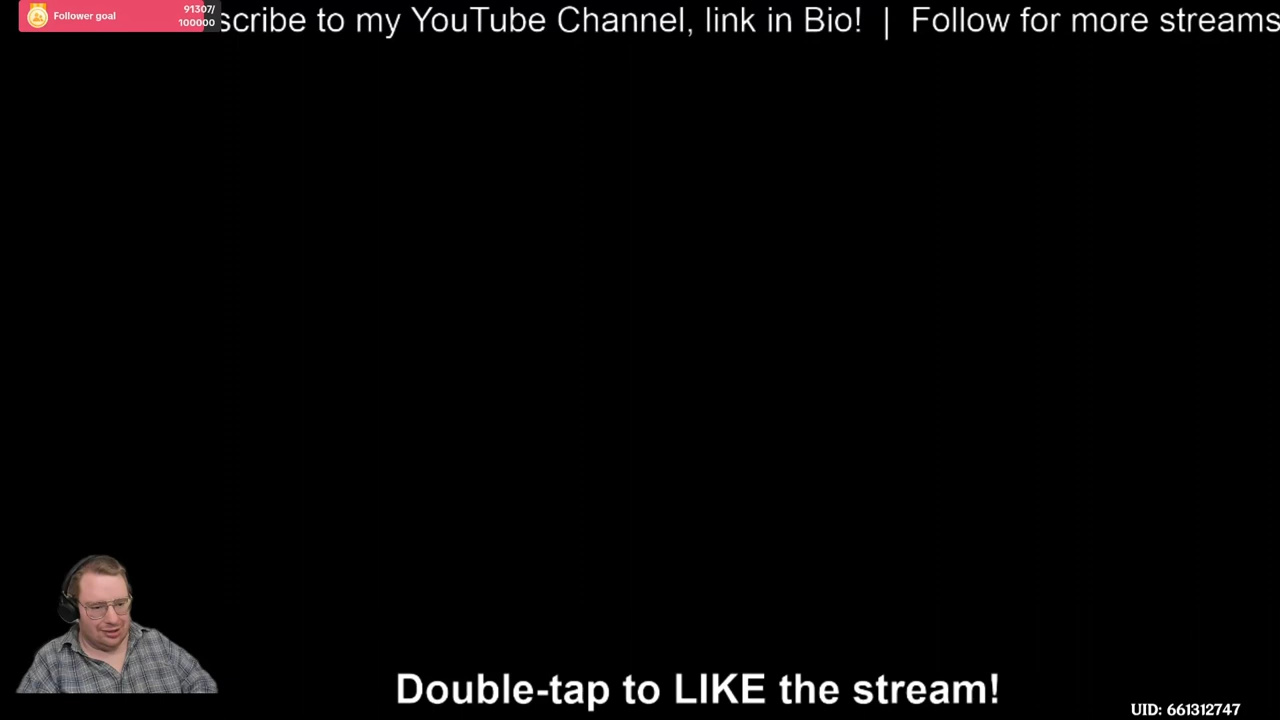 Follower goal
91307/
100000
scribe to my YouTube Channel, link in Bio! | Follow for more streams
Double-tap to LIKE the stream!
UID: 661312747